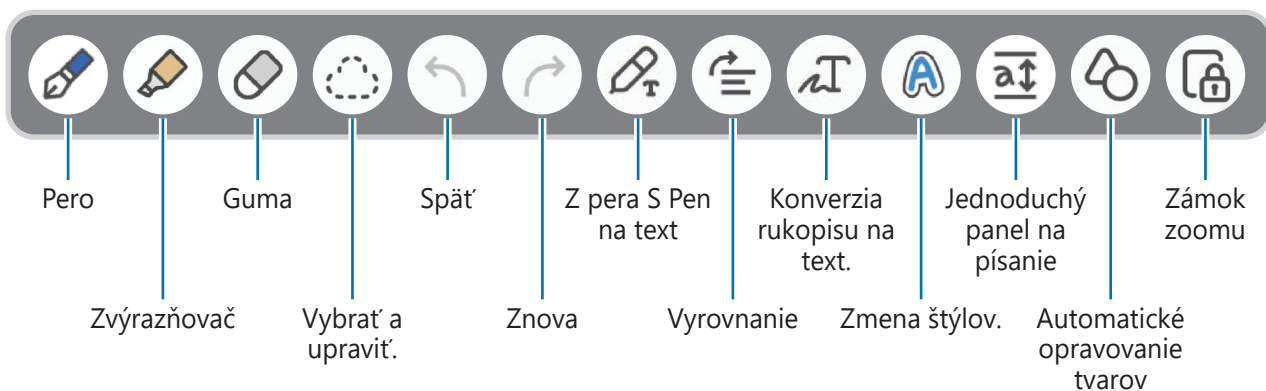 Pero
Guma
Späť
Z pera S Pen
na text
Konverzia
rukopisu na
text.
Jednoduchý
panel na
písanie
Zámok
zoomu
Zvýrazňovač
Vybrať a
upraviť.
Znova
Vyrovnanie
Zmena štýlov.
Automatické
opravovanie
tvarov